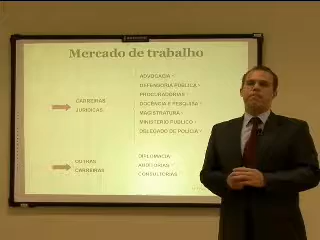 Mercado de trabalho
CARREIRAS
JURÍDICAS
ADVOCACIA
DEFENSORIA PÚBLICA
PROCURADORIAS
DOCÊNCIA E PESQUISA
MAGISTRATURA
MINISTÉRIO PÚBLICO
DELEGADO DE POLÍCIA
OUTRAS
CARREIRAS
DIPLOMACIA
AUDITORIAS
CONSULTORIAS